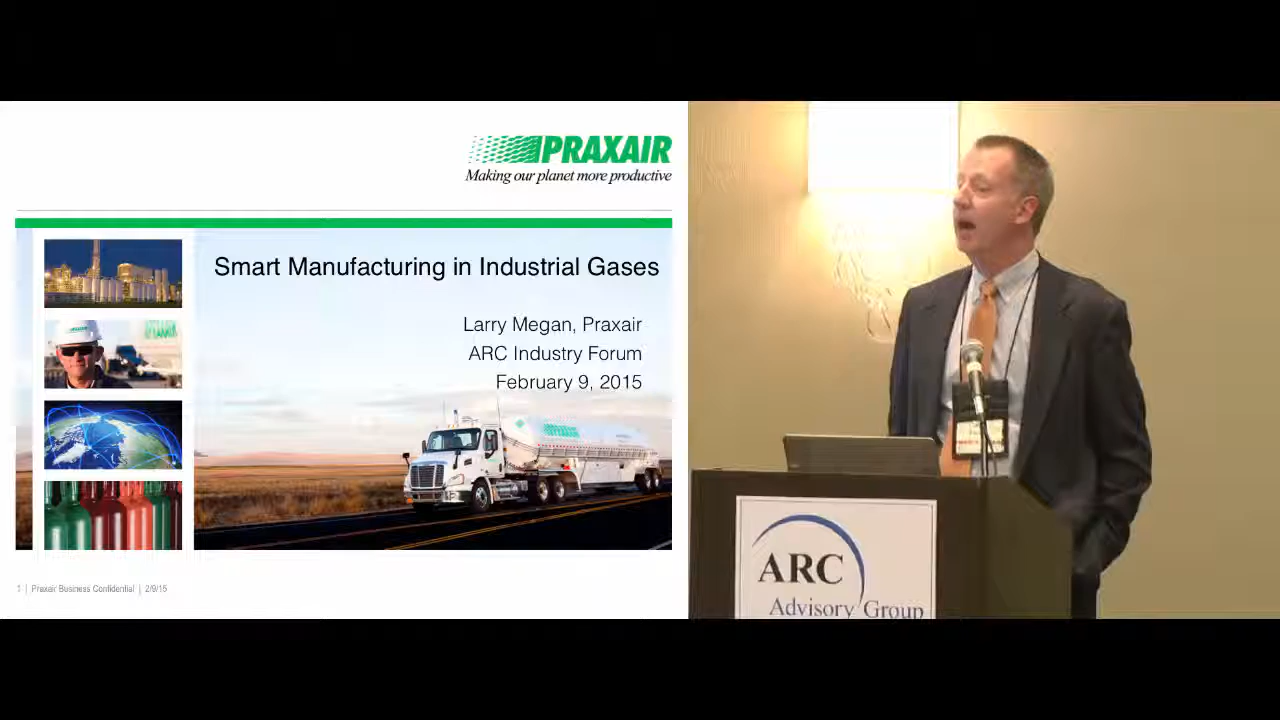 PRAXAIR
Making our planet more productive
Smart Manufacturing in Industrial Gases
Larry Megan, Praxair
ARC Industry Forum
February 9, 2015
1 | Praxair Business Confidential | 2/9/15
ARC
Advisory Group